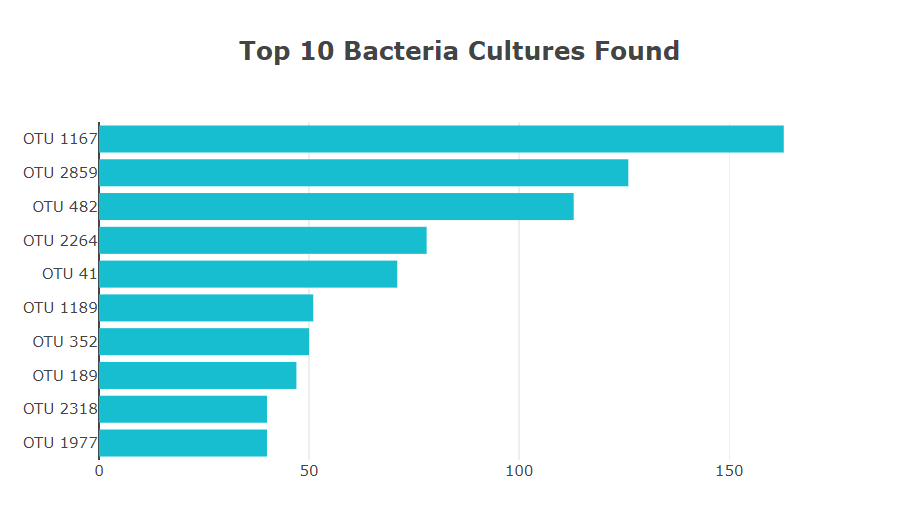 Top 10 Bacteria Cultures Found
OTU 1167
OTU 2859
OTU 482
OTU 2264
OTU 41
OTU 1189
OTU 352
OTU 189
OTU 2318
OTU 1977
0 50 100 150